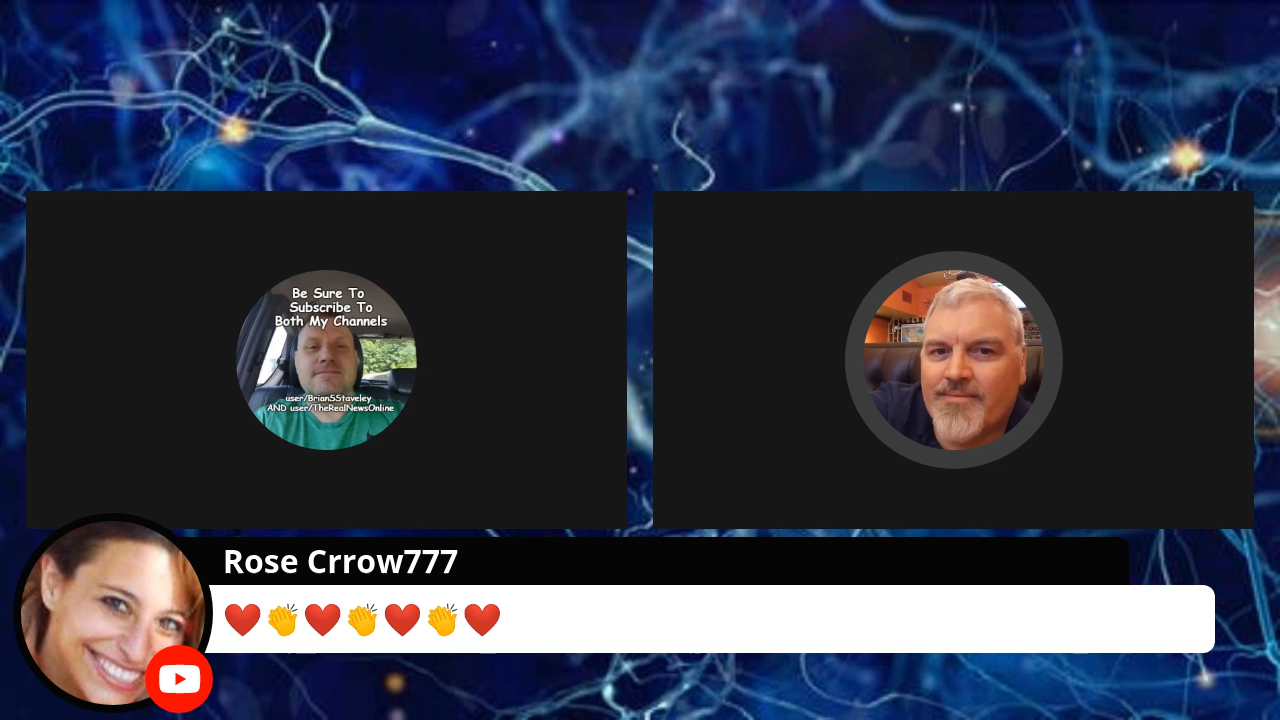 Be Sure To
Subscribe To
Both My Channels
user/BrianSStaveley
AND user/TheRealNewsOnline
Rose Crrow777
❤️👏❤️👏❤️👏❤️